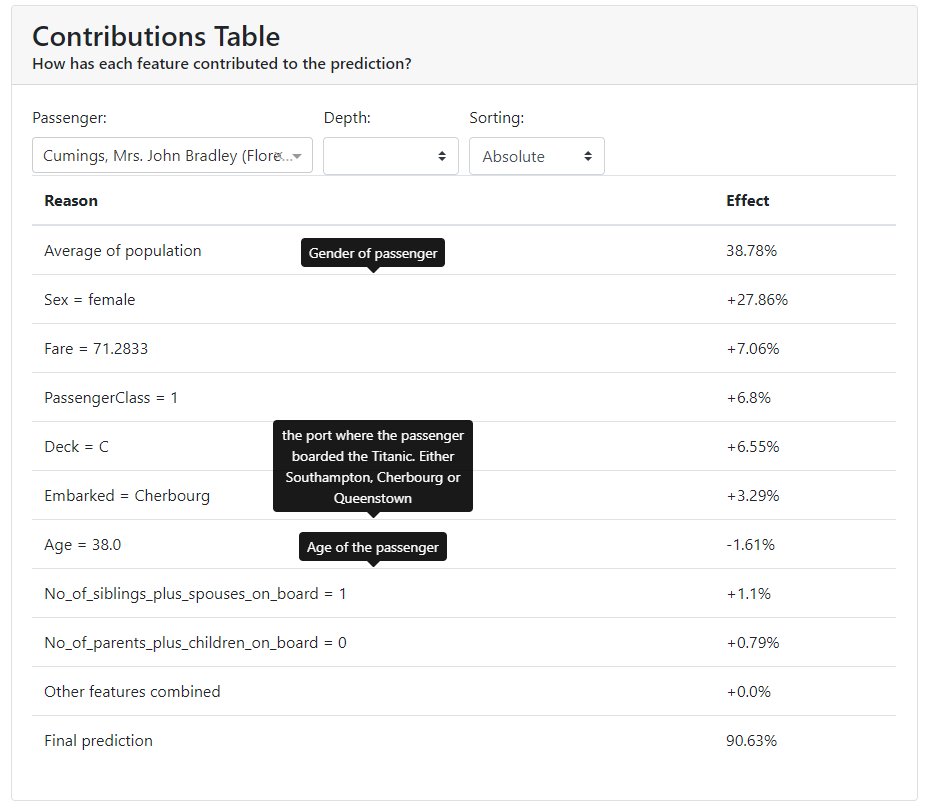 Contributions Table
How has each feature contributed to the prediction?
Passenger: Depth: Sorting:
Cumings, Mrs. John Bradley (Flore... Absolute
Reason Effect
Average of population 38.78%
Gender of passenger
Sex = female +27.86%
Fare = 71.2833 +7.06%
PassengerClass = 1 +6.8%
the port where the passenger
boarded the Titanic. Either
Southampton, Cherbourg or
Queenstown
Deck = C +6.55%
Embarked = Cherbourg +3.29%
Age = 38.0 -1.61%
Age of the passenger
No_of_siblings_plus_spouses_on_board = 1 +1.1%
No_of_parents_plus_children_on_board = 0 +0.79%
Other features combined +0.0%
Final prediction 90.63%